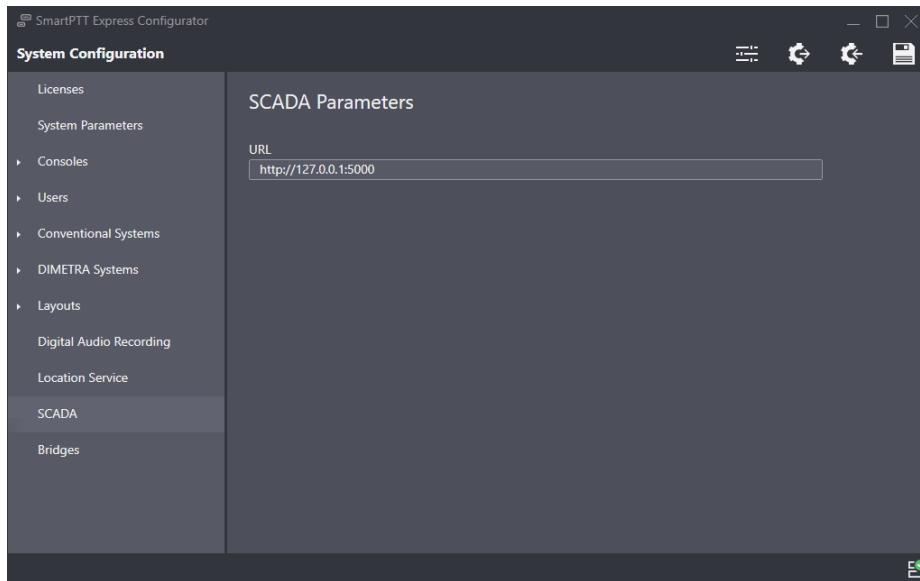 SmartPTT Express Configurator
System Configuration
Licenses
System Parameters
Consoles
Users
Conventional Systems
DIMETRA Systems
Layouts
Digital Audio Recording
Location Service
SCADA
Bridges
SCADA Parameters
URL
http://127.0.0.1:5000